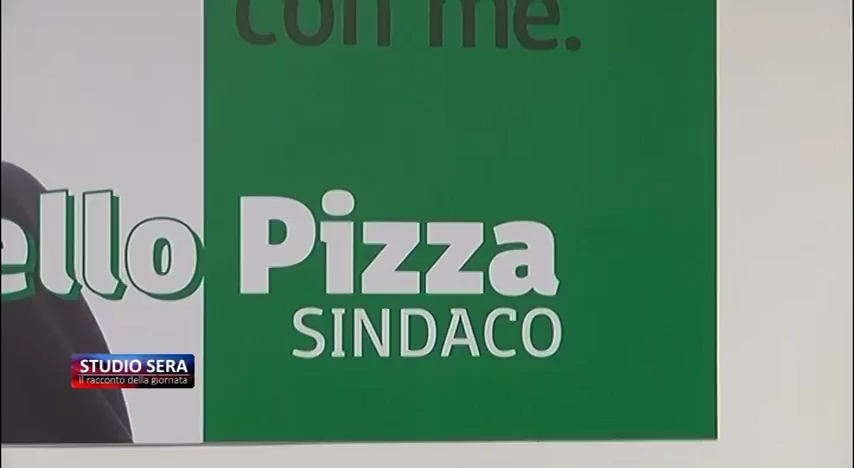 con me.
ello Pizza
SINDACO
STUDIO SERA
il racconto della giornata